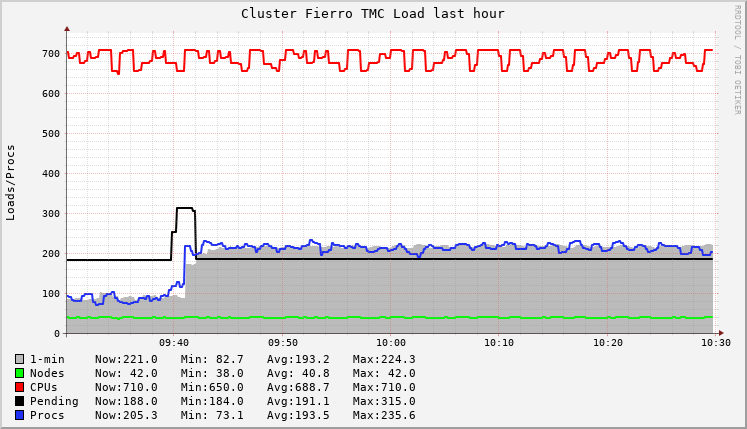 Cluster Fierro TMC Load last hour
RRDTOOL / TOBI OETIKER
Loads/Procs
700
600
500
400
300
200
100
0
09:40 09:50 10:00 10:10 10:20 10:30
1-min Now:221.0 Min: 82.7 Avg:193.2 Max:224.3
Nodes Now: 42.0 Min: 38.0 Avg: 40.8 Max: 42.0
CPUs Now:710.0 Min:650.0 Avg:688.7 Max:710.0
Pending Now:188.0 Min:184.0 Avg:191.1 Max:315.0
Procs Now:205.3 Min: 73.1 Avg:193.5 Max:235.6